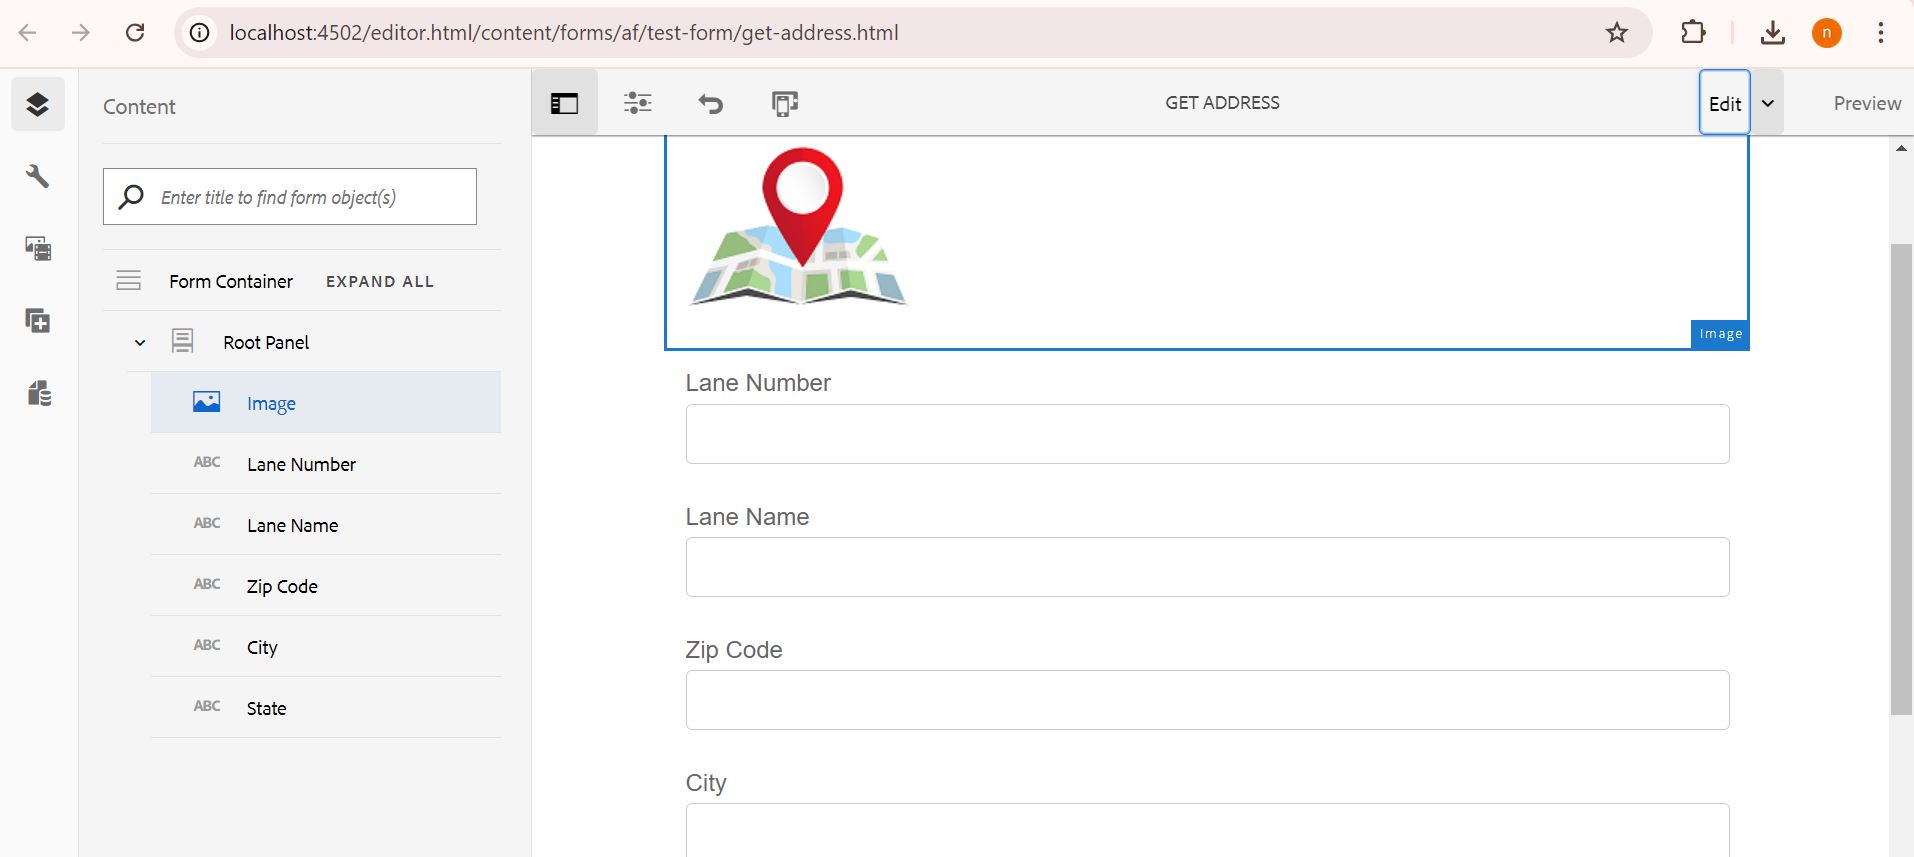 localhost:4502/editor.html/content/forms/af/test-form/get-address.html
n
Content
GET ADDRESS
Edit
Preview
Enter title to find form object(s)
Form Container
EXPAND ALL
Root Panel
Image
ABC Lane Number
ABC Lane Name
ABC Zip Code
ABC City
ABC State
Image
Lane Number
Lane Name
Zip Code
City